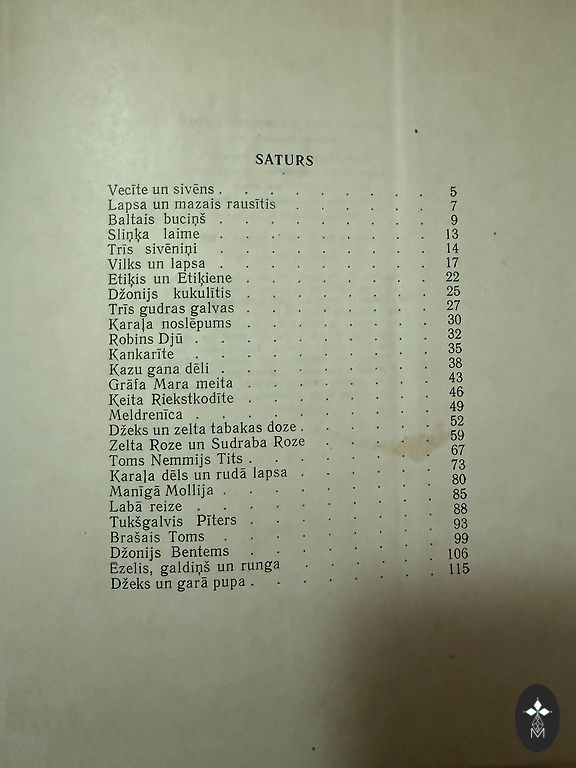 SATURS
Vecīte un sivēns . . . . . . . . 5
Lapsa un mazais rausītis . . . . . . 7
Baltais buciņš . . . . . . . . 9
Sliņķa laime . . . . . . . . 13
Trīs sivēniņi . . . . . . . . 14
Vilks un lapsa . . . . . . . . 17
Etiķis un Etiķiene . . . . . . . 22
Džonijs kukulītis . . . . . . . 25
Trīs gudras galvas . . . . . . . 27
Karaļa noslēpums . . . . . . . 30
Robins Djū . . . . . . . . 32
Kankarīte . . . . . . . . 35
Kazu gana dēli . . . . . . . . 38
Grāfa Mara meita . . . . . . . 43
Ķeita Riekstkodīte . . . . . . . 46
Meldrenīca . . . . . . . . 49
Džeks un zelta tabakas doze . . . . . . 52
Zelta Roze un Sudraba Roze . . . . . 59
Toms Nemmijs Tits . . . . . . . 67
Karaļa dēls un rudā lapsa . . . . . 73
Manīgā Mollija . . . . . . . . 80
Labā reize . . . . . . . . 85
Tukšgalvis Pīters . . . . . . . 88
Brašais Toms . . . . . . . . 93
Džonijs Bentems . . . . . . . 99
Ēzelis, galdiņš un runga . . . . . . 106
Džeks un garā pupa . . . . . . . 115
M